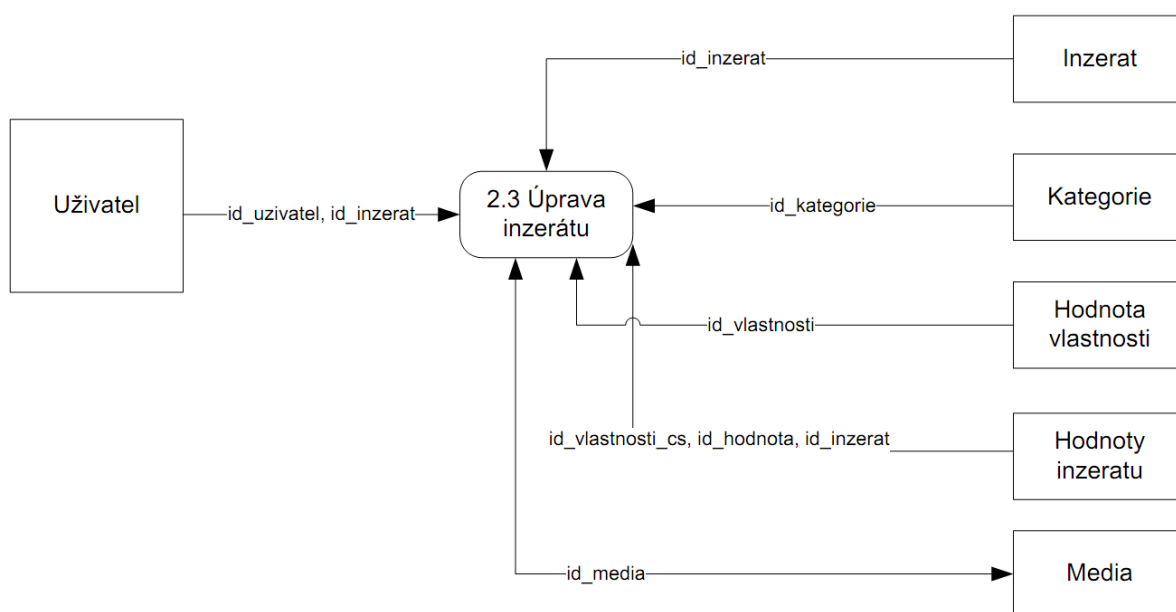 id_inzerat
Inzerat
Uživatel
id_uzivatel, id_inzerat
2.3 Úprava
inzerátu
id_kategorie
Kategorie
id_vlastnosti
Hodnota
vlastnosti
id_vlastnosti_cs, id_hodnota, id_inzerat
Hodnoty
inzeratu
id_media
Media